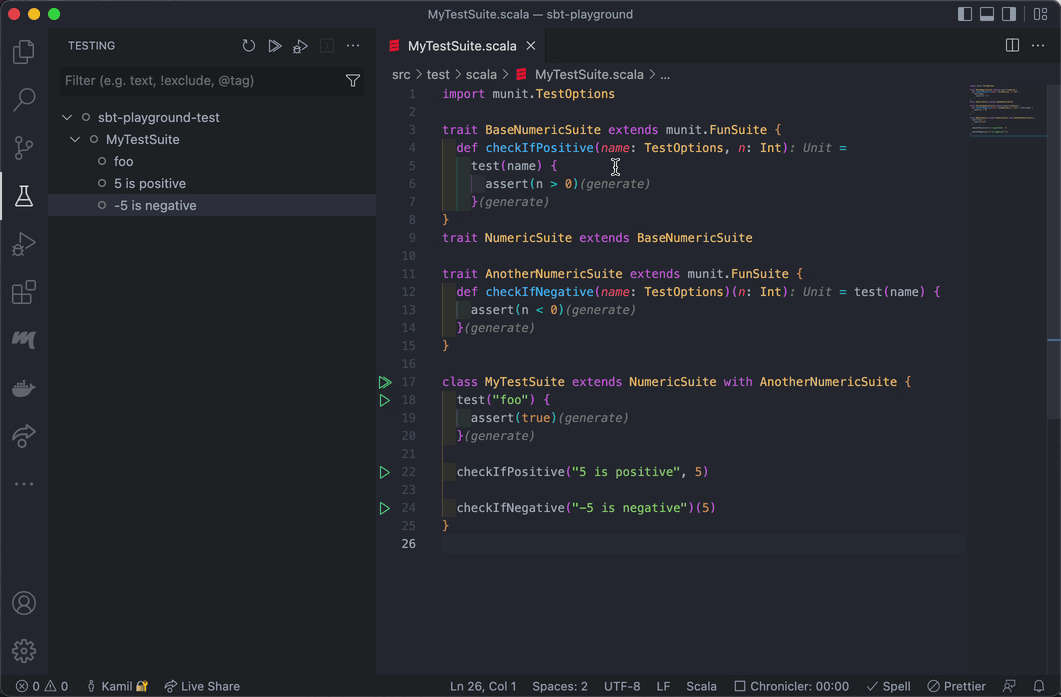 MyTestSuite.scala — sbt-playground
TESTING
Filter (e.g. text, !exclude, @tag)
sbt-playground-test
MyTestSuite
foo
5 is positive
-5 is negative
MyTestSuite.scala
src > test > scala > MyTestSuite.scala > ...
1 import munit.TestOptions
2
3 trait BaseNumericSuite extends munit.FunSuite {
4 def checkIfPositive(name: TestOptions, n: Int): Unit =
5 test(name) {
6 assert(n > 0)(generate)
7 }(generate)
8 }
9 trait NumericSuite extends BaseNumericSuite
10
11 trait AnotherNumericSuite extends munit.FunSuite {
12 def checkIfNegative(name: TestOptions)(n: Int): Unit = test(name) {
13 assert(n < 0)(generate)
14 }(generate)
15 }
16
17 class MyTestSuite extends NumericSuite with AnotherNumericSuite {
18 test("foo") {
19 assert(true)(generate)
20 }(generate)
21
22 checkIfPositive("5 is positive", 5)
23
24 checkIfNegative("-5 is negative")(5)
25 }
26
0 0 Kamil Live Share Ln 26, Col 1 Spaces: 2 UTF-8 LF Scala Chronicler: 00:00 Spell Prettier